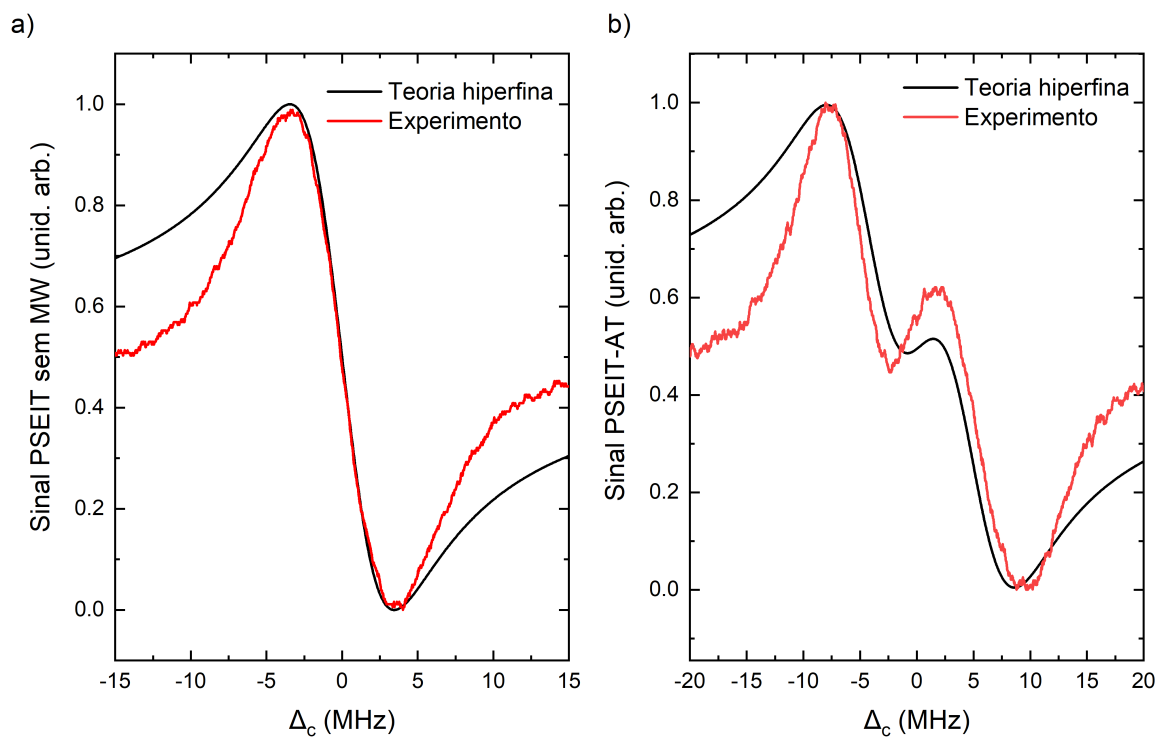 a)
Sinal PSEIT sem MW (unid. arb.)
Teoria hiperfina
Experimento
1.0
0.8
0.6
0.4
0.2
0.0
-15 -10 -5 0 5 10 15
Δc (MHz)
b)
Sinal PSEIT-AT (unid. arb.)
Teoria hiperfina
Experimento
1.0
0.8
0.6
0.4
0.2
0.0
-20 -15 -10 -5 0 5 10 15 20
Δc (MHz)